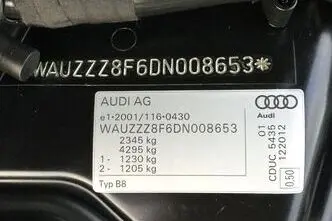 WAUZZZ8F6DN008653*
AUDI AG
e1-2001/116-0430
WAUZZZ8F6DN008653
2345 kg
4295 kg
1- 1230 kg
2- 1205 kg
Typ B8
Audi
01
122012
CDUC 5435
0.50